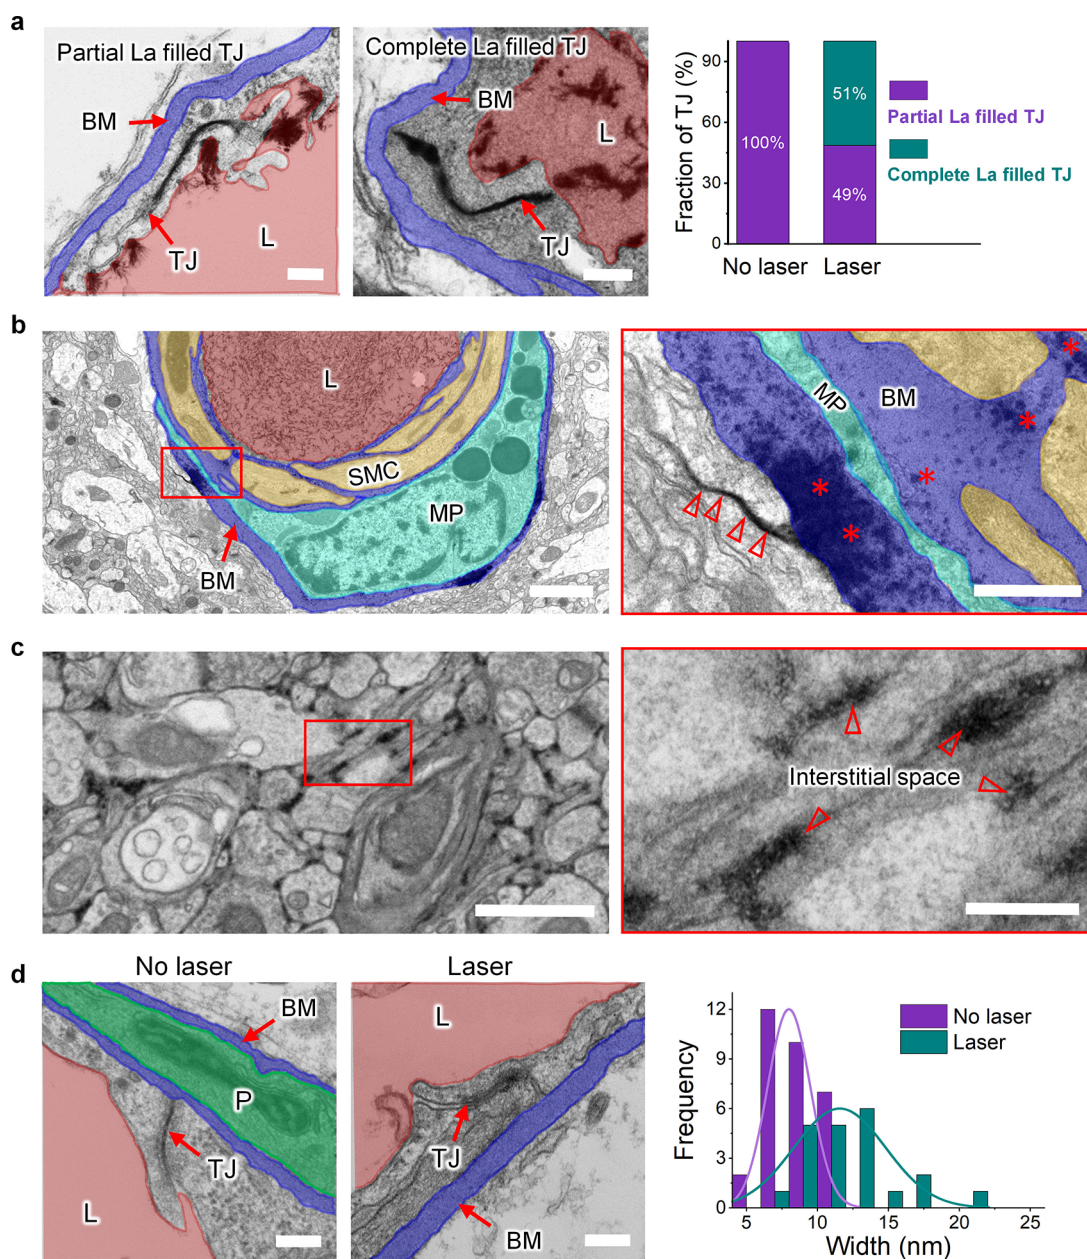 a
Partial La filled TJ
BM
TJ
L
Complete La filled TJ
BM
L
TJ
Fraction of TJ (%)
90
60
30
0
100%
51%
49%
No laser
Laser
Partial La filled TJ
Complete La filled TJ
b
L
SMC
MP
BM
MP
BM
*
*
*
*
*
c
Interstitial space
d
No laser
BM
P
TJ
L
Laser
L
TJ
BM
Frequency
12
9
6
3
0
5
10
15
20
25
Width (nm)
No laser
Laser